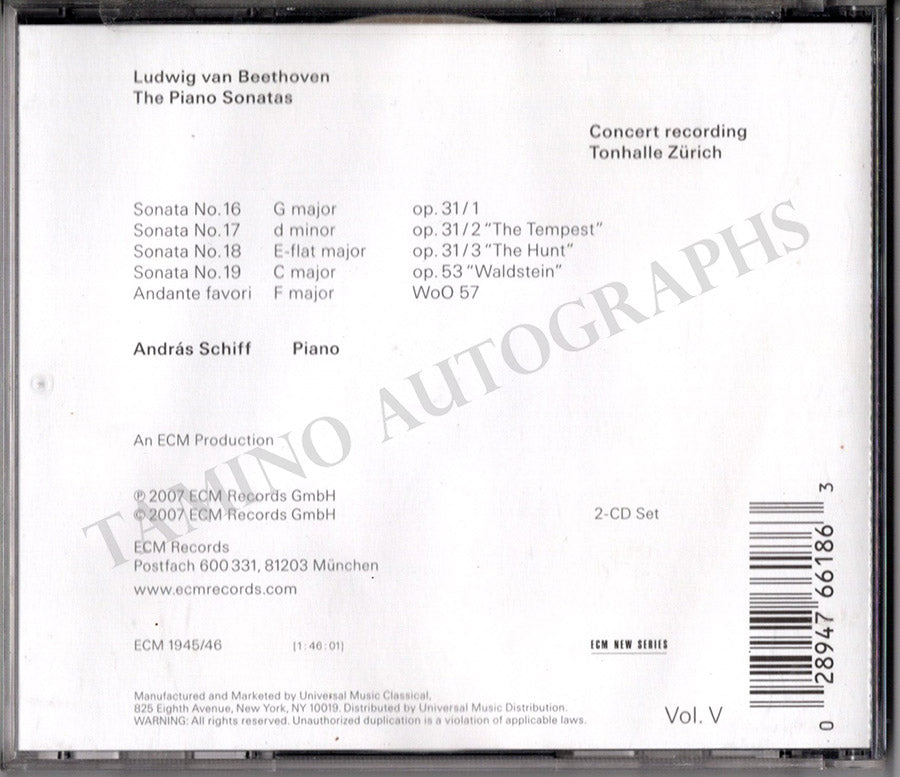 Ludwig van Beethoven
The Piano Sonatas
Concert recording
Tonhalle Zürich
Sonata No.16 G major op. 31/1
Sonata No.17 d minor op. 31/2 "The Tempest"
Sonata No.18 E-flat major op. 31/3 "The Hunt"
Sonata No.19 C major op. 53 "Waldstein"
Andante favori F major WoO 57
András Schiff Piano
TAMINO AUTOGRAPHS
An ECM Production
℗ 2007 ECM Records GmbH
© 2007 ECM Records GmbH
2-CD Set
ECM Records
Postfach 600 331, 81203 München
www.ecmrecords.com
ECM 1945/46 [1:46:01]
ECM NEW SERIES
Manufactured and Marketed by Universal Music Classical,
825 Eighth Avenue, New York, NY 10019. Distributed by Universal Music Distribution.
WARNING: All rights reserved. Unauthorized duplication is a violation of applicable laws.
Vol. V
0 28947 66186 3